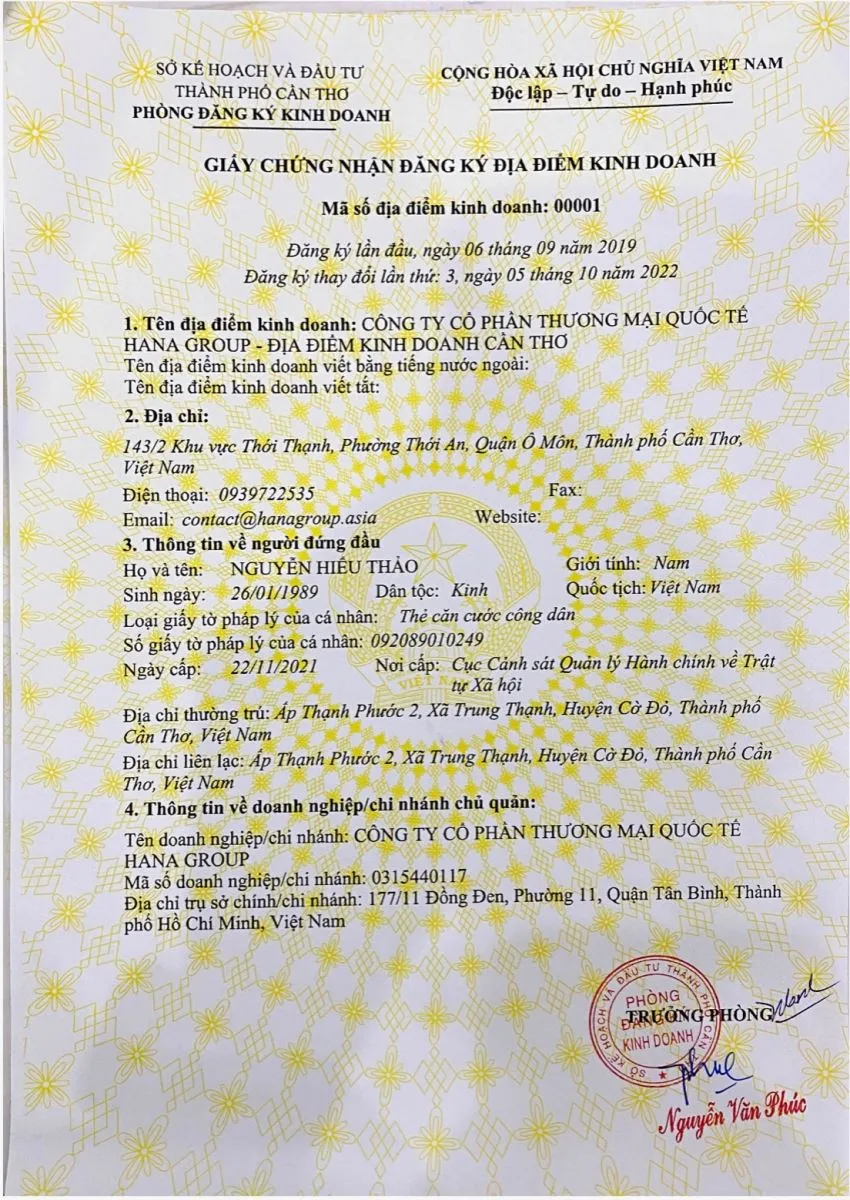 SỞ KẾ HOẠCH VÀ ĐẦU TƯ
THÀNH PHỐ CẦN THƠ
PHÒNG ĐĂNG KÝ KINH DOANH
CỘNG HÒA XÃ HỘI CHỦ NGHĨA VIỆT NAM
Độc lập – Tự do – Hạnh phúc
GIẤY CHỨNG NHẬN ĐĂNG KÝ ĐỊA ĐIỂM KINH DOANH
Mã số địa điểm kinh doanh: 00001
Đăng ký lần đầu, ngày 06 tháng 09 năm 2019
Đăng ký thay đổi lần thứ: 3, ngày 05 tháng 10 năm 2022
1. Tên địa điểm kinh doanh: CÔNG TY CỔ PHẦN THƯƠNG MẠI QUỐC TẾ
HANA GROUP - ĐỊA ĐIỂM KINH DOANH CẦN THƠ
Tên địa điểm kinh doanh viết bằng tiếng nước ngoài:
Tên địa điểm kinh doanh viết tắt:
2. Địa chỉ:
143/2 Khu vực Thới Thạnh, Phường Thới An, Quận Ô Môn, Thành phố Cần Thơ,
Việt Nam
Điện thoại: 0939722535 Fax:
Email: contact@hanagroup.asia Website:
3. Thông tin về người đứng đầu
Họ và tên: NGUYỄN HIẾU THẢO Giới tính: Nam
Sinh ngày: 26/01/1989 Dân tộc: Kinh Quốc tịch: Việt Nam
Loại giấy tờ pháp lý của cá nhân: Thẻ căn cước công dân
Số giấy tờ pháp lý của cá nhân: 092089010249
Ngày cấp: 22/11/2021 Nơi cấp: Cục Cảnh sát Quản lý Hành chính về Trật
tự Xã hội
VIỆT NAM
Địa chỉ thường trú: Ấp Thạnh Phước 2, Xã Trung Thạnh, Huyện Cờ Đỏ, Thành phố
Cần Thơ, Việt Nam
Địa chỉ liên lạc: Ấp Thạnh Phước 2, Xã Trung Thạnh, Huyện Cờ Đỏ, Thành phố Cần
Thơ, Việt Nam
4. Thông tin về doanh nghiệp/chi nhánh chủ quản:
Tên doanh nghiệp/chi nhánh: CÔNG TY CỔ PHẦN THƯƠNG MẠI QUỐC TẾ
HANA GROUP
Mã số doanh nghiệp/chi nhánh: 0315440117
Địa chỉ trụ sở chính/chi nhánh: 177/11 Đồng Đen, Phường 11, Quận Tân Bình, Thành
phố Hồ Chí Minh, Việt Nam
TRƯỞNG PHÒNG
SỞ KẾ HOẠCH VÀ ĐẦU TƯ THÀNH PHỐ CẦN THƠ
PHÒNG
ĐĂNG KÝ
KINH DOANH
Nguyễn Văn Phúc